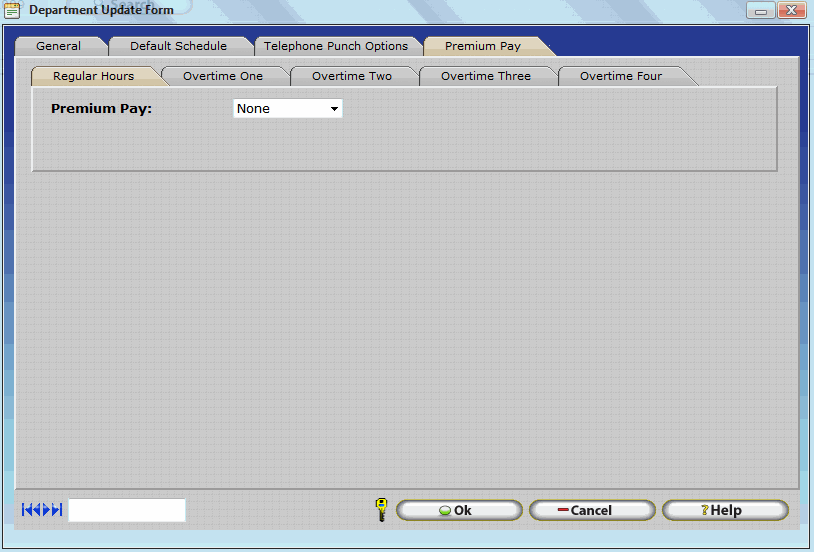 Search
Department Update Form
General Default Schedule Telephone Punch Options Premium Pay
Regular Hours Overtime One Overtime Two Overtime Three Overtime Four
Premium Pay: None
Ok Cancel ? Help